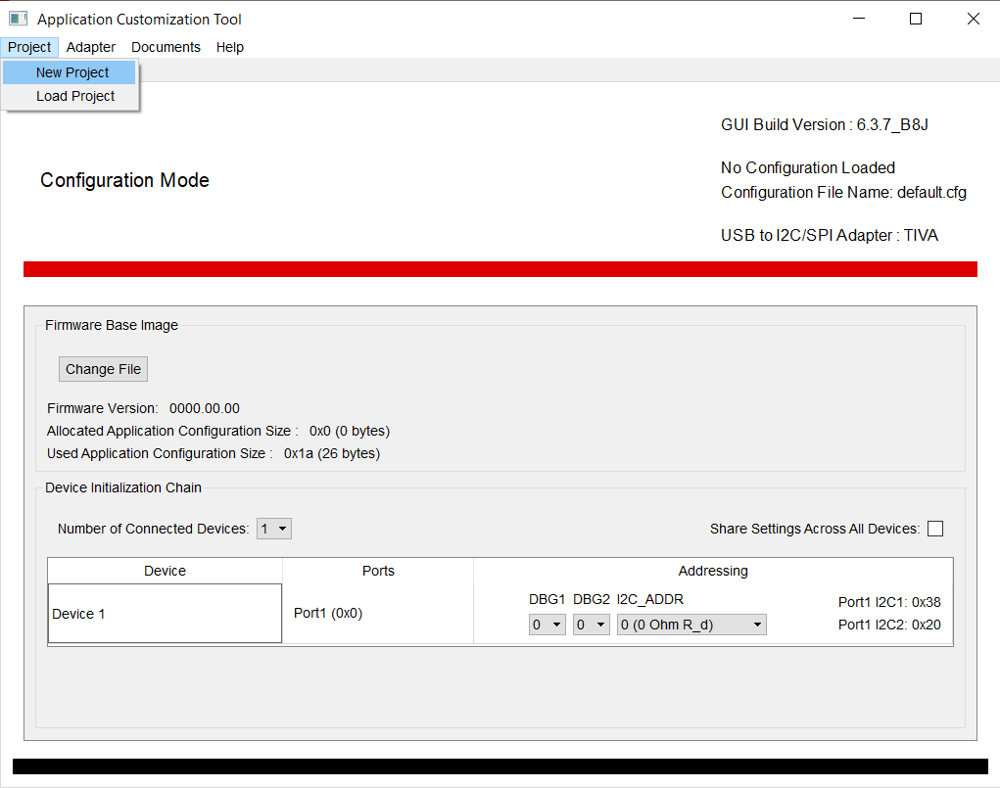 Application Customization Tool
Project Adapter Documents Help
New Project
Load Project
GUI Build Version : 6.3.7_B8J
Configuration Mode
No Configuration Loaded
Configuration File Name: default.cfg
USB to I2C/SPI Adapter : TIVA
Firmware Base Image
Change File
Firmware Version: 0000.00.00
Allocated Application Configuration Size : 0x0 (0 bytes)
Used Application Configuration Size : 0x1a (26 bytes)
Device Initialization Chain
Number of Connected Devices: 1
Share Settings Across All Devices:
Device Ports Addressing
Device 1
Port1 (0x0)
DBG1 DBG2 I2C_ADDR
0 0 0 (0 Ohm R_d)
Port1 I2C1: 0x38
Port1 I2C2: 0x20